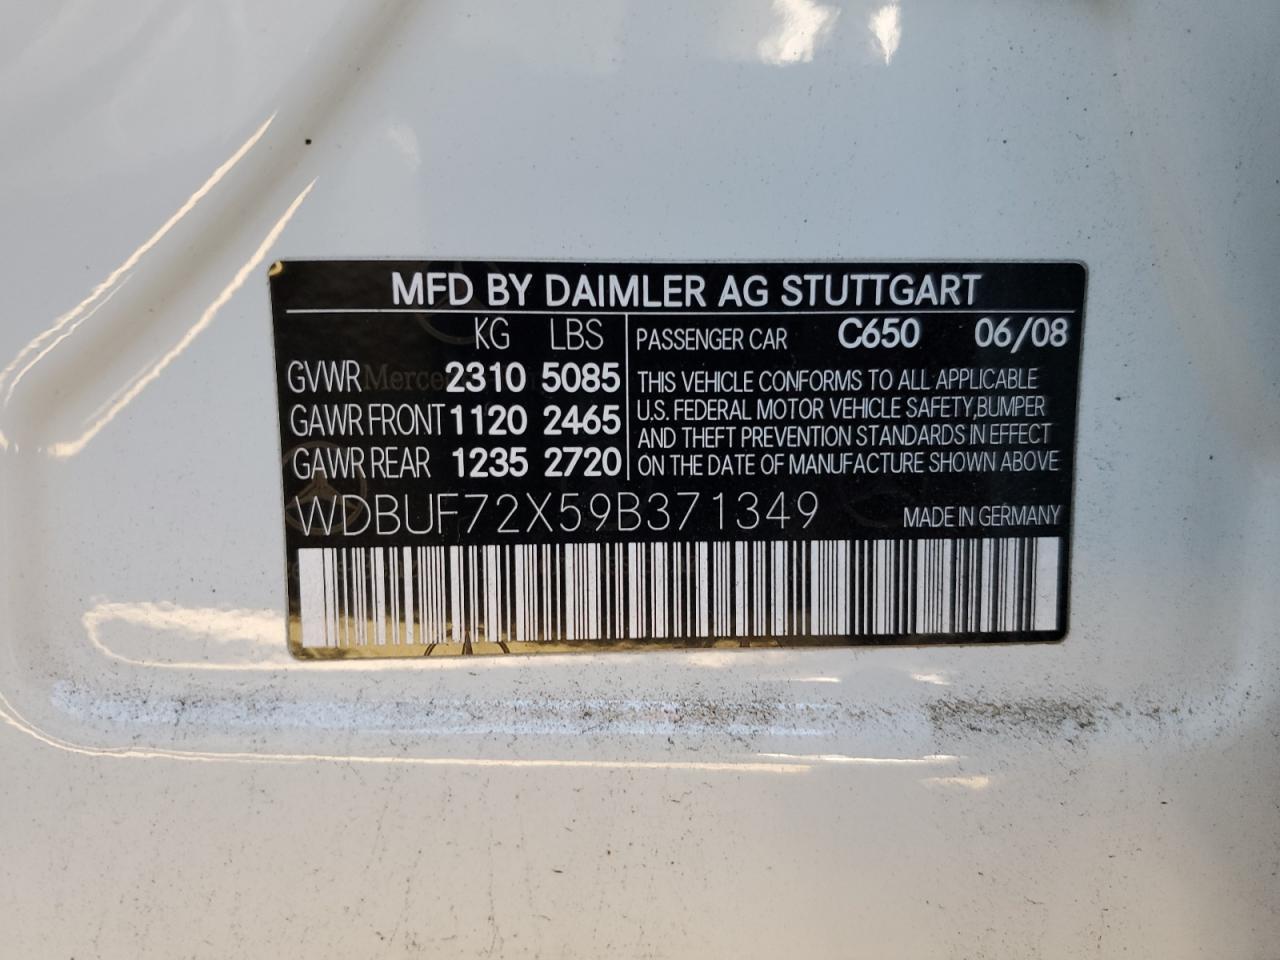 MFD BY DAIMLER AG STUTTGART
KG LBS
GVWR 2310 5085
GAWR FRONT 1120 2465
GAWR REAR 1235 2720
PASSENGER CAR C650 06/08
THIS VEHICLE CONFORMS TO ALL APPLICABLE
U.S. FEDERAL MOTOR VEHICLE SAFETY,BUMPER
AND THEFT PREVENTION STANDARDS IN EFFECT
ON THE DATE OF MANUFACTURE SHOWN ABOVE
WDBUF72X59B371349 MADE IN GERMANY